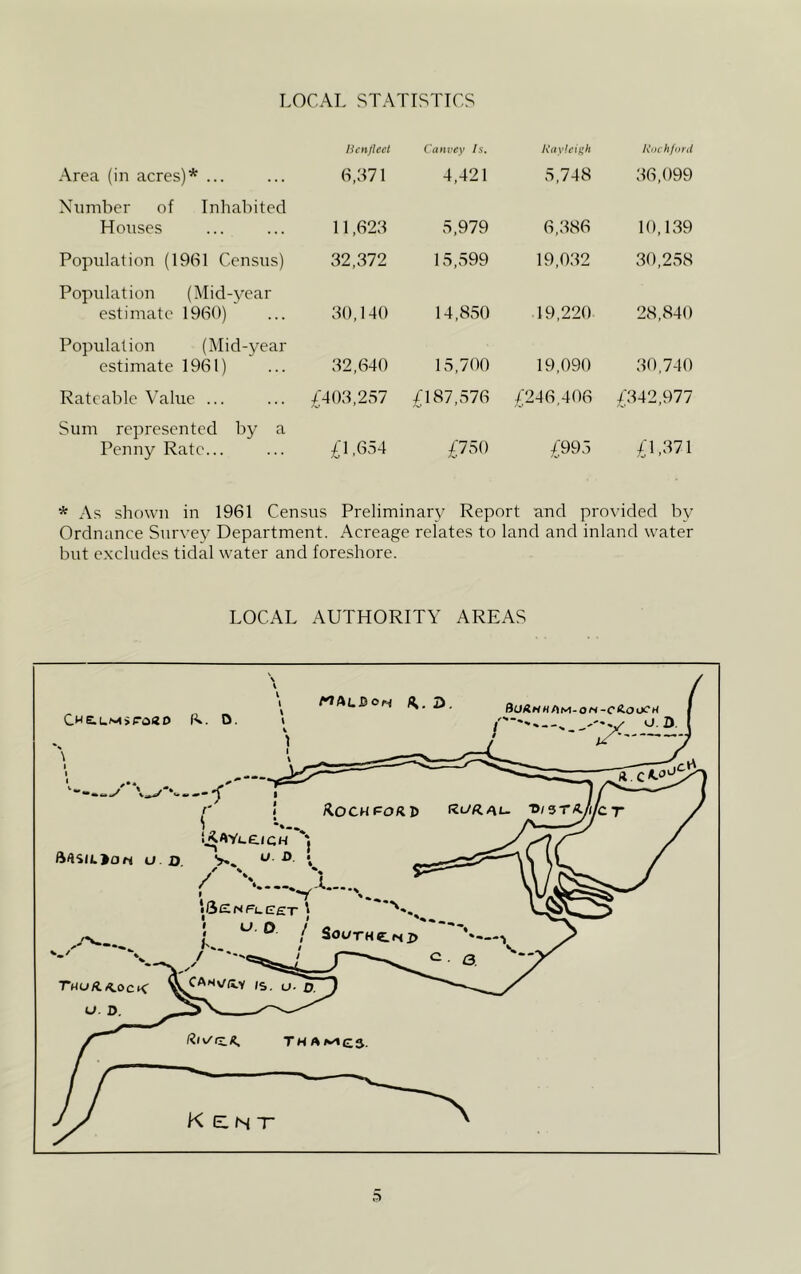 LOCAL STATISTICS
Benfleet Canvey Is. Rayleigh Rochford
Area (in acres)* ... ... 6,371 4,421 5,748 36,099
Number of Inhabited
Houses ... ... 11,623 5,979 6,386 10,139
Population (1961 Census) 32,372 15,599 19,032 30,258
Population (Mid-year
estimate 1960) ... 30,140 14,850 19,220 28,840
Population (Mid-year
estimate 1961) ... 32,640 15,700 19,090 30,740
Rateable Value ... ... £403,257 £187,576 £246,406 £342,977
Sum represented by a
Penny Rate... ... £1,654 £750 £995 £1,371
* As shown in 1961 Census Preliminary Report and provided by
Ordnance Survey Department. Acreage relates to land and inland water
but excludes tidal water and foreshore.
LOCAL AUTHORITY AREAS
CHELMSFORD R. D.
MALDON R. D.
BURNHAM-ON-CROUCH
U. D.
R. CROUCH
ROCHFORD RURAL DISTRICT
RAYLEIGH
U. D.
BASILDON U. D.
BENFLEET
U. D.
SOUTHEND
C. B.
THURROCK
U. D.
CANVEY IS. U. D.
RIVER THAMES.
KENT
5